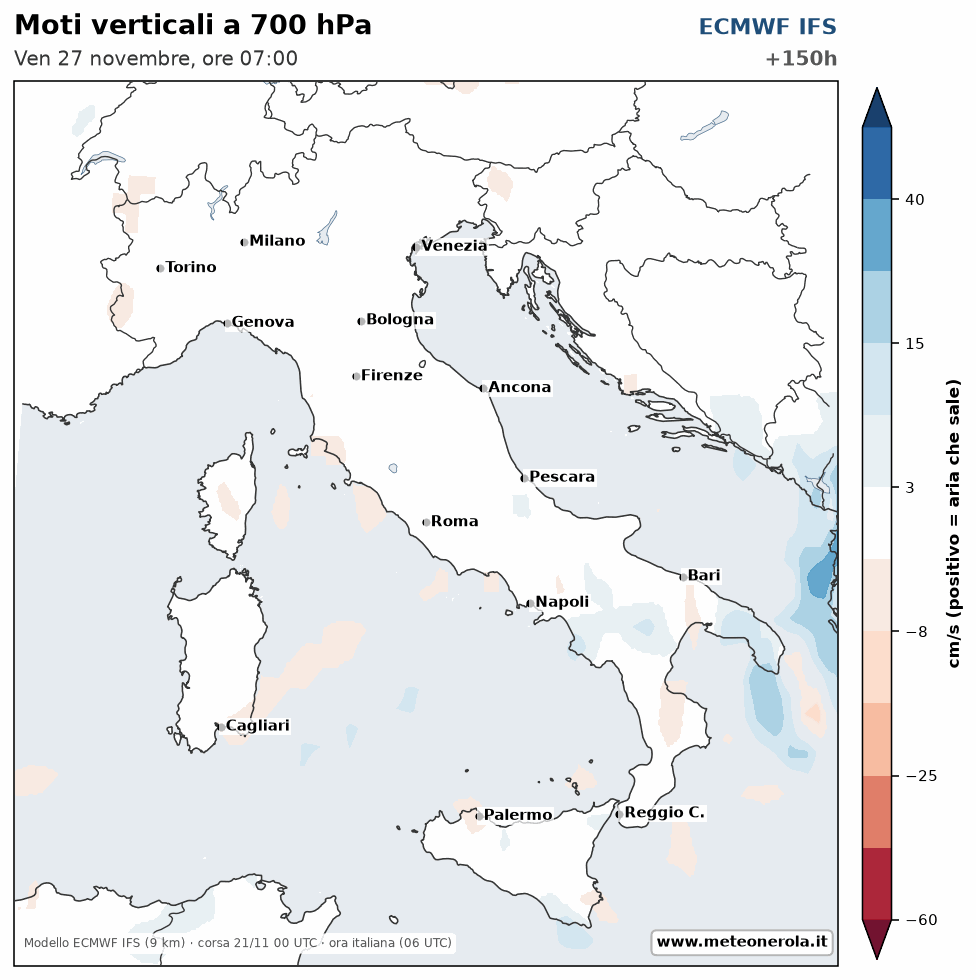 Moti verticali a 700 hPa
ECMWF IFS
Ven 27 novembre, ore 07:00
+150h
Milano
Venezia
Torino
Genova
Bologna
Firenze
Ancona
Pescara
Roma
Bari
Napoli
Cagliari
Palermo
Reggio C.
40
15
3
−8
−25
−60
cm/s (positivo = aria che sale)
Modello ECMWF IFS (9 km) · corsa 21/11 00 UTC · ora italiana (06 UTC)
www.meteonerola.it